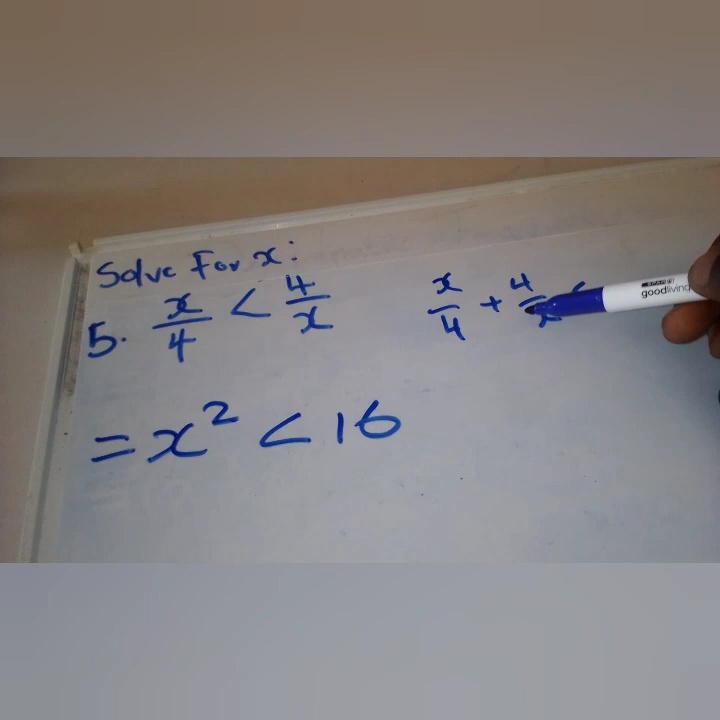 Solve For x:
5. x/4 < 4/x
x/4 + 4/x <
= x² < 16
goodliving